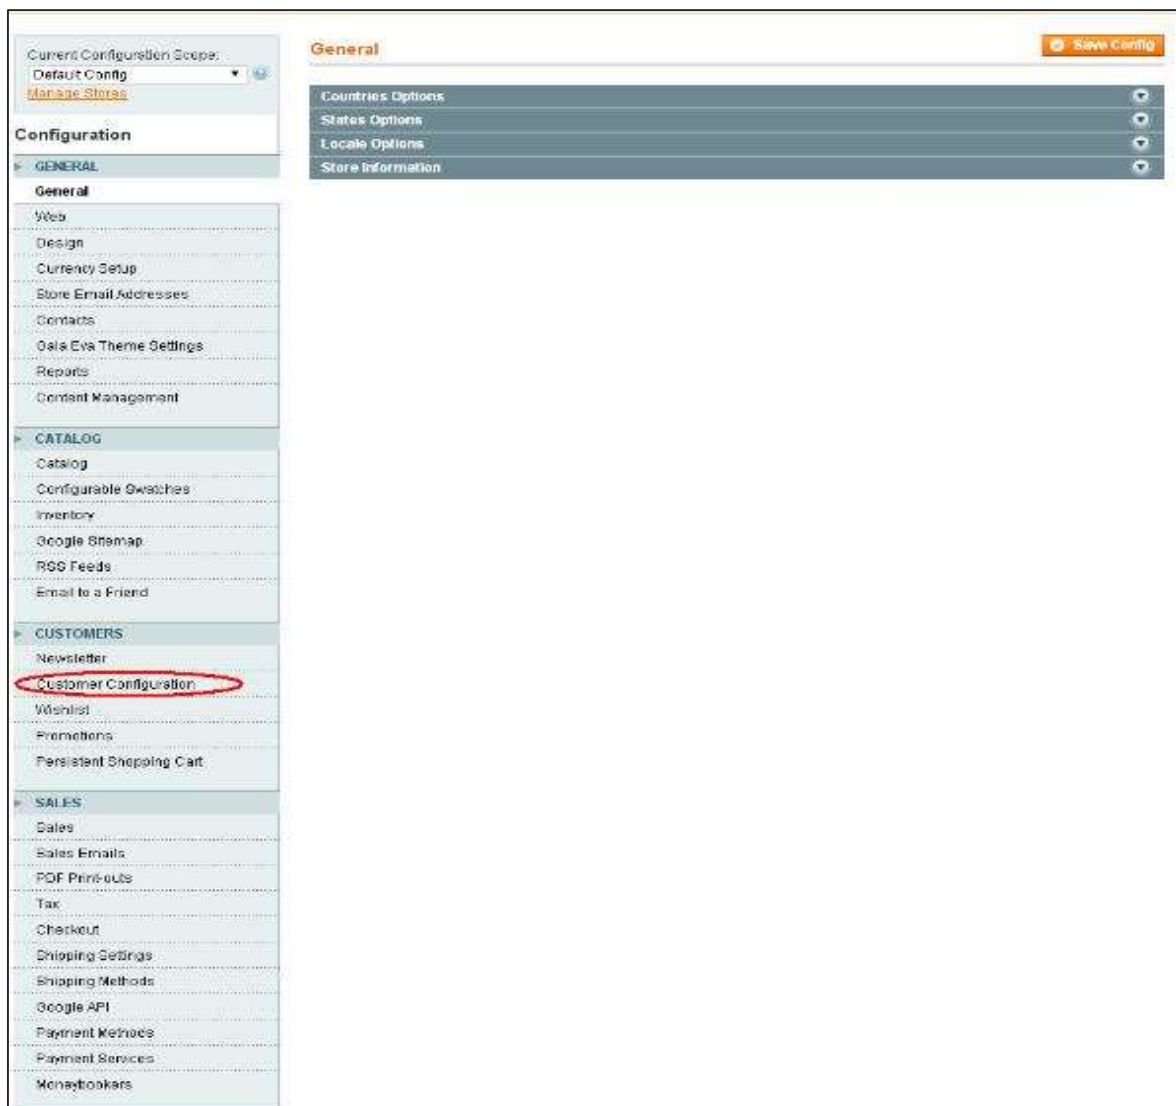 Current Configuration Scope:
Default Config
Manage Stores
Configuration
GENERAL
General
Web
Design
Currency Setup
Store Email Addresses
Contacts
Gala Eva Theme Settings
Reports
Content Management
CATALOG
Catalog
Configurable Swatches
Inventory
Google Sitemap
RSS Feeds
Email to a Friend
CUSTOMERS
Newsletter
Customer Configuration
Wishlist
Promotions
Persistent Shopping Cart
SALES
Sales
Sales Emails
PDF Print-outs
Tax
Checkout
Shipping Settings
Shipping Methods
Google API
Payment Methods
Payment Services
Moneybookers
General
Save Config
Countries Options
States Options
Locale Options
Store Information